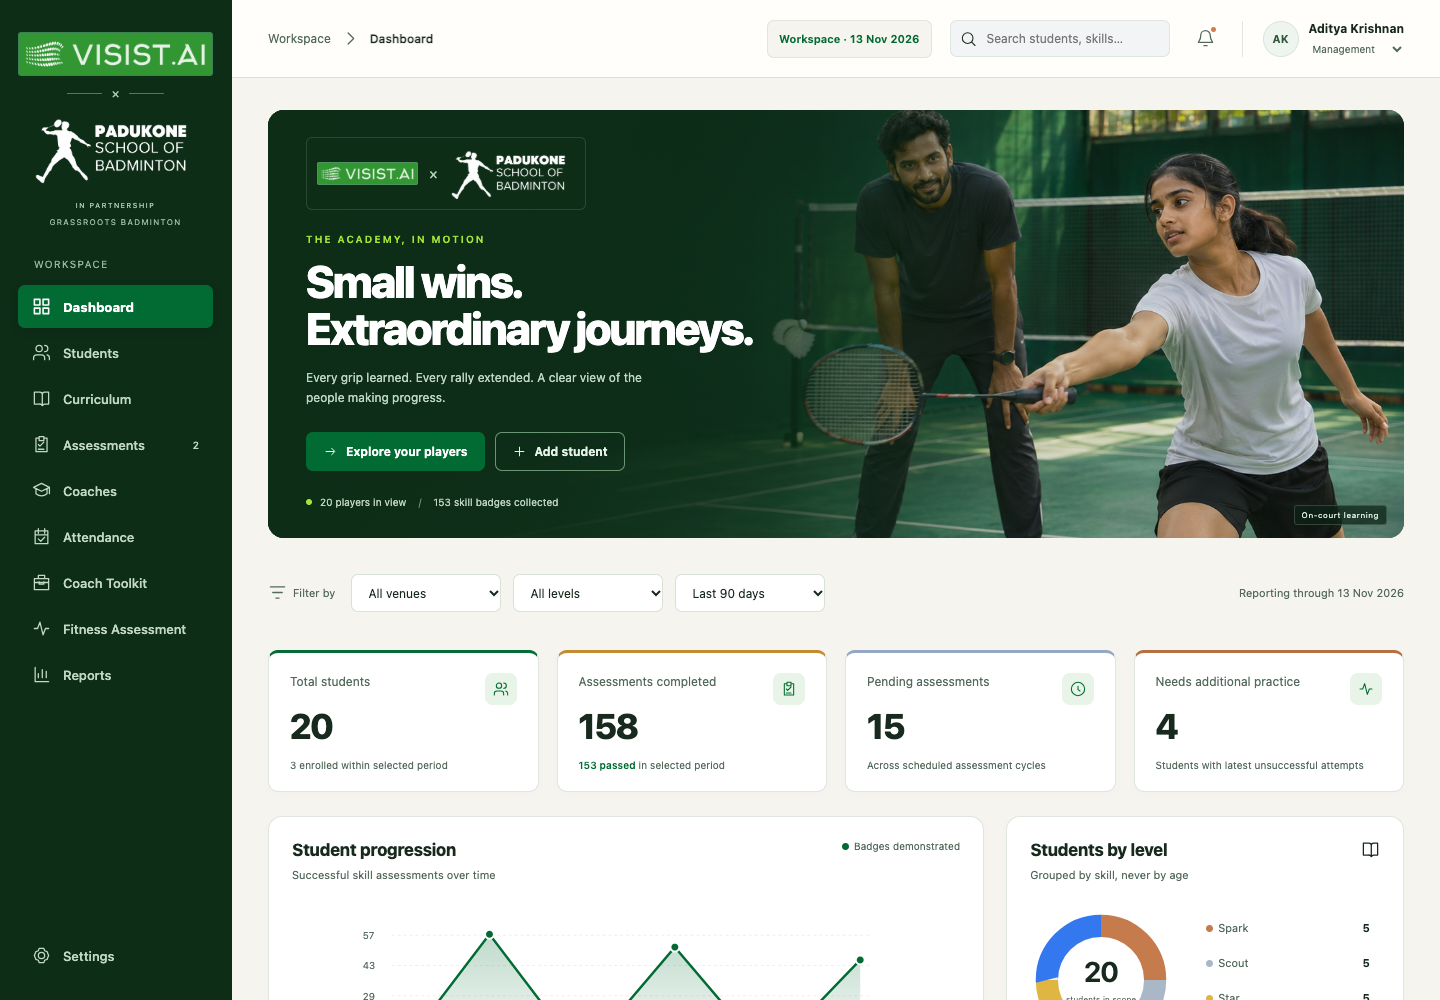 VISIST.AI
×
PADUKONE
SCHOOL OF
BADMINTON
IN PARTNERSHIP
GRASSROOTS BADMINTON
WORKSPACE
Dashboard
Students
Curriculum
Assessments 2
Coaches
Attendance
Coach Toolkit
Fitness Assessment
Reports
Settings
Workspace > Dashboard
Workspace · 13 Nov 2026
Search students, skills...
AK
Aditya Krishnan
Management
VISIST.AI × PADUKONE
SCHOOL OF
BADMINTON
THE ACADEMY, IN MOTION
Small wins.
Extraordinary journeys.
Every grip learned. Every rally extended. A clear view of the
people making progress.
→ Explore your players
+ Add student
20 players in view / 153 skill badges collected
On-court learning
Filter by
All venues
All levels
Last 90 days
Reporting through 13 Nov 2026
Total students
20
3 enrolled within selected period
Assessments completed
158
153 passed in selected period
Pending assessments
15
Across scheduled assessment cycles
Needs additional practice
4
Students with latest unsuccessful attempts
Student progression
Successful skill assessments over time
Badges demonstrated
57
43
29
Students by level
Grouped by skill, never by age
20
students in scope
Spark 5
Scout 5
Star 5